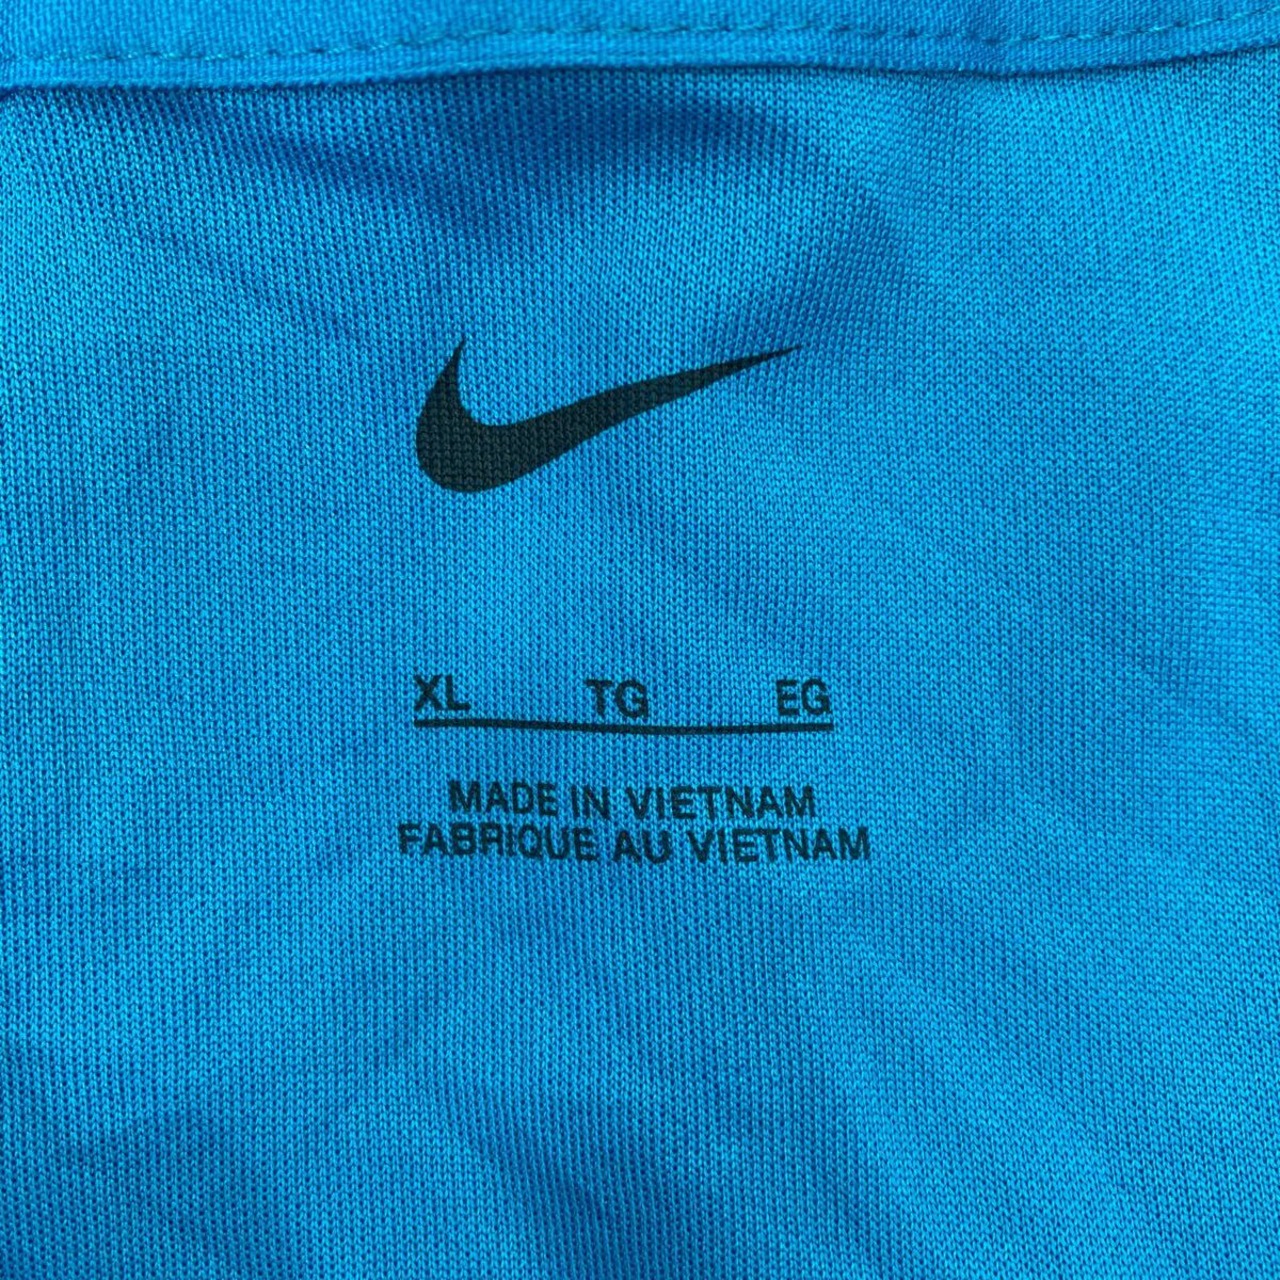 XL TG EG
MADE IN VIETNAM
FABRIQUE AU VIETNAM